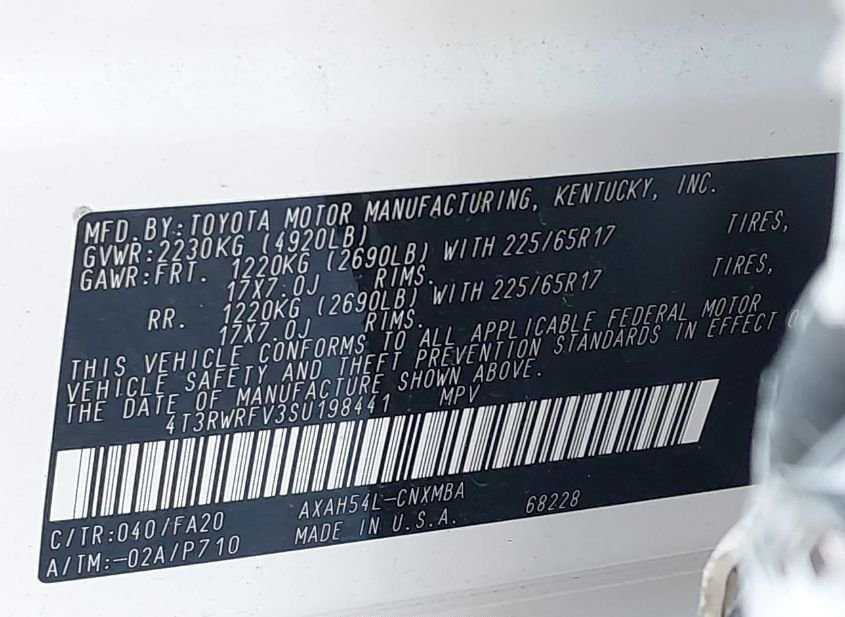 MFD. BY: TOYOTA MOTOR MANUFACTURING, KENTUCKY, INC.
GVWR:2230KG (4920LB)
GAWR:FRT. 1220KG (2690LB) WITH 225/65R17 TIRES,
17X7.0J RIMS.
RR. 1220KG (2690LB) WITH 225/65R17 TIRES,
17X7.0J RIMS.
THIS VEHICLE CONFORMS TO ALL APPLICABLE FEDERAL MOTOR
VEHICLE SAFETY AND THEFT PREVENTION STANDARDS IN EFFECT
THE DATE OF MANUFACTURE SHOWN ABOVE.
4T3RWRFV3SU198441 MPV
C/TR:040/FA20 AXAH54L-CNXMBA 68228
A/TM:-02A/P710 MADE IN U.S.A.